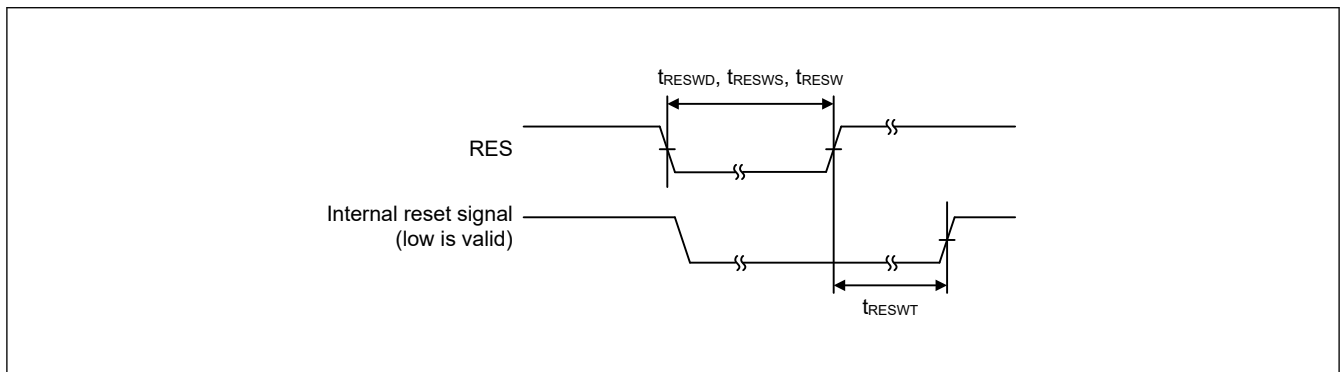 tRESWD, tRESWS, tRESW
RES
Internal reset signal
(low is valid)
tRESWT